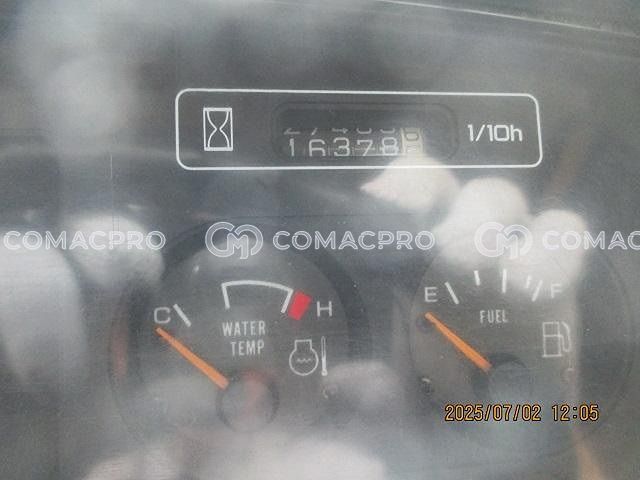 16378
1/10h
COMACPRO COMACPRO COMACPRO
C H
WATER
TEMP
E F
FUEL
2025/07/02 12:05